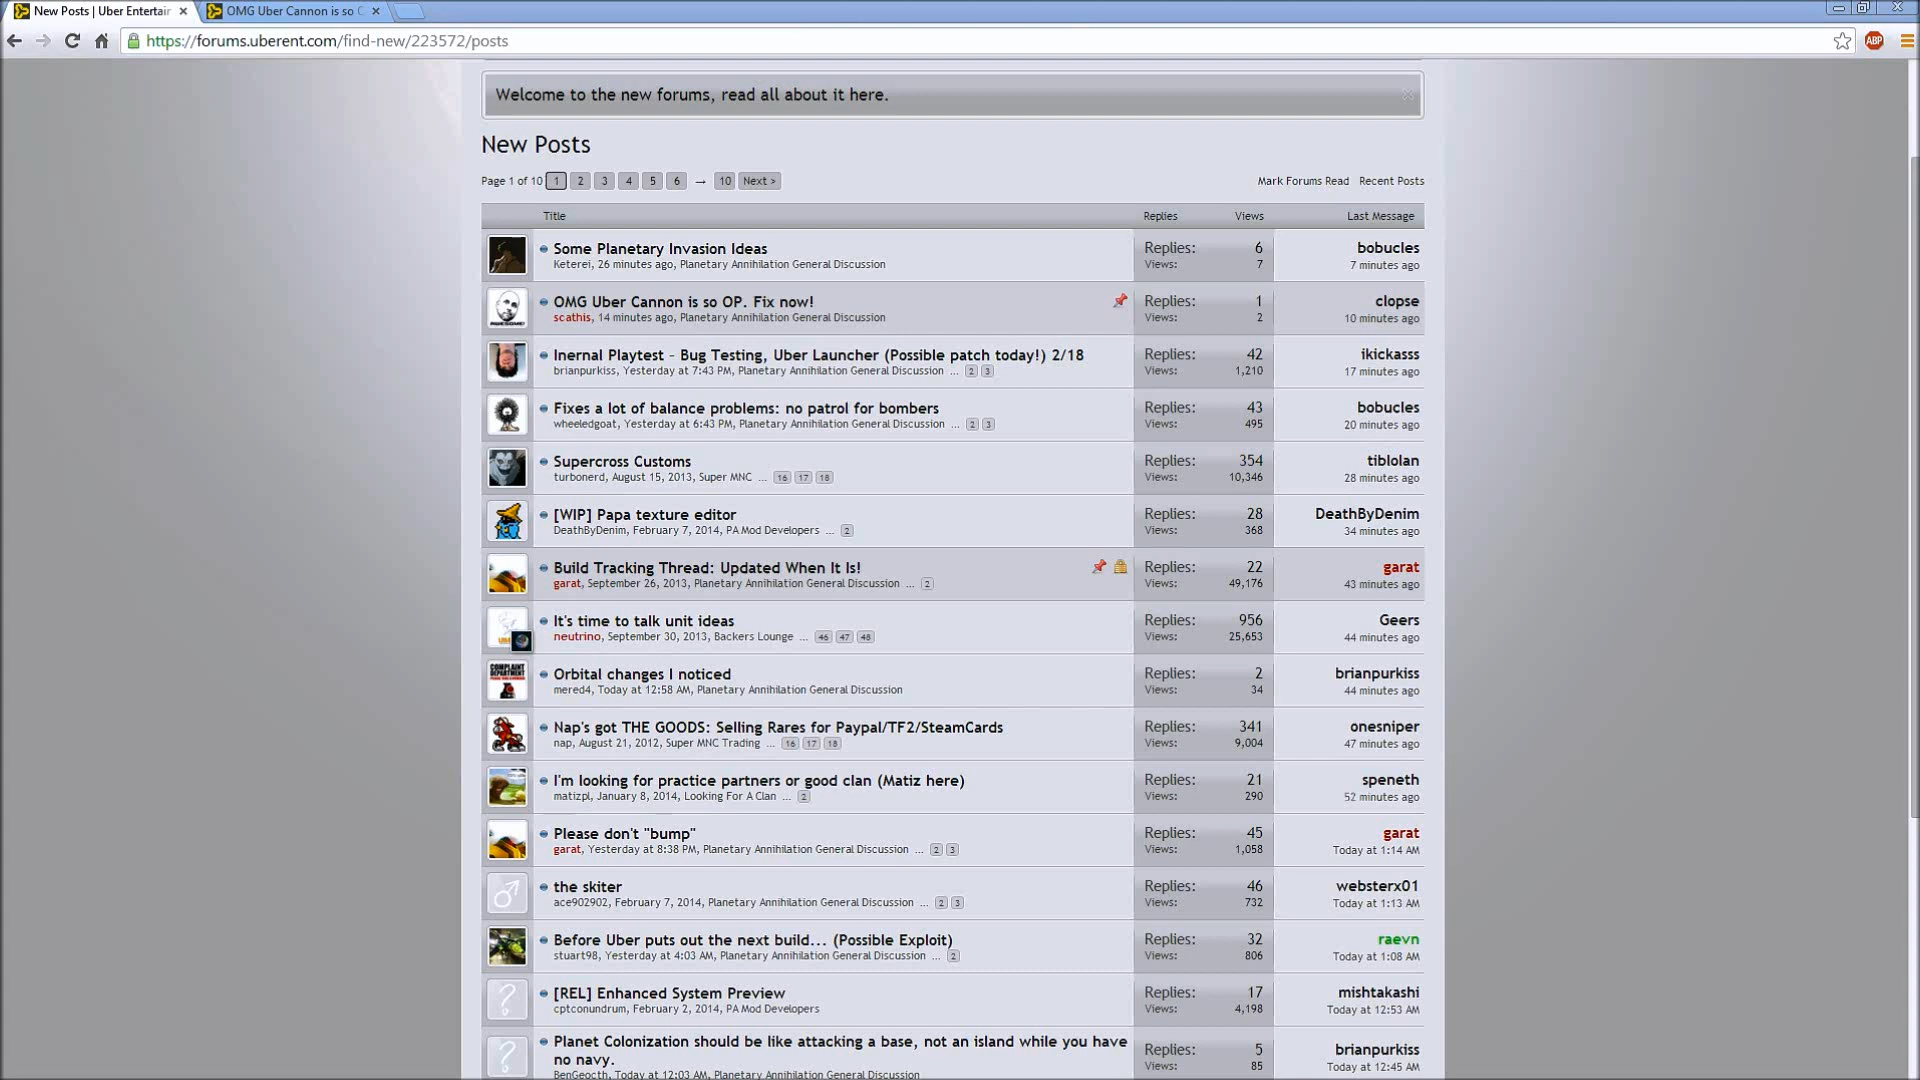 New Posts | Uber Entertain
OMG Uber Cannon is so
https://forums.uberent.com/find-new/223572/posts
ABP
Welcome to the new forums, read all about it here.
New Posts
Page 1 of 10 1 2 3 4 5 6 → 10 Next >
Mark Forums Read Recent Posts
Title Replies Views Last Message
Some Planetary Invasion Ideas
Keterei, 26 minutes ago, Planetary Annihilation General Discussion
Replies: 6
Views: 7
bobucles
7 minutes ago
AWESOME!
OMG Uber Cannon is so OP. Fix now!
scathis, 14 minutes ago, Planetary Annihilation General Discussion
Replies: 1
Views: 2
clopse
10 minutes ago
Inernal Playtest - Bug Testing, Uber Launcher (Possible patch today!) 2/18
brianpurkiss, Yesterday at 7:43 PM, Planetary Annihilation General Discussion ... 2 3
Replies: 42
Views: 1,210
ikickasss
17 minutes ago
Fixes a lot of balance problems: no patrol for bombers
wheeledgoat, Yesterday at 6:43 PM, Planetary Annihilation General Discussion ... 2 3
Replies: 43
Views: 495
bobucles
20 minutes ago
Supercross Customs
turbonerd, August 15, 2013, Super MNC ... 16 17 18
Replies: 354
Views: 10,346
tiblolan
28 minutes ago
[WIP] Papa texture editor
DeathByDenim, February 7, 2014, PA Mod Developers ... 2
Replies: 28
Views: 368
DeathByDenim
34 minutes ago
Build Tracking Thread: Updated When It Is!
garat, September 26, 2013, Planetary Annihilation General Discussion ... 2
Replies: 22
Views: 49,176
garat
43 minutes ago
It's time to talk unit ideas
neutrino, September 30, 2013, Backers Lounge ... 46 47 48
Replies: 956
Views: 25,653
Geers
44 minutes ago
COMPLAINT
DEPARTMENT
Orbital changes I noticed
mered4, Today at 12:58 AM, Planetary Annihilation General Discussion
Replies: 2
Views: 34
brianpurkiss
44 minutes ago
Nap's got THE GOODS: Selling Rares for Paypal/TF2/SteamCards
nap, August 21, 2012, Super MNC Trading ... 16 17 18
Replies: 341
Views: 9,004
onesniper
47 minutes ago
I'm looking for practice partners or good clan (Matiz here)
matizpl, January 8, 2014, Looking For A Clan ... 2
Replies: 21
Views: 290
speneth
52 minutes ago
Please don't "bump"
garat, Yesterday at 8:38 PM, Planetary Annihilation General Discussion ... 2 3
Replies: 45
Views: 1,058
garat
Today at 1:14 AM
the skiter
ace902902, February 7, 2014, Planetary Annihilation General Discussion ... 2 3
Replies: 46
Views: 732
websterx01
Today at 1:13 AM
Before Uber puts out the next build... (Possible Exploit)
stuart98, Yesterday at 4:03 AM, Planetary Annihilation General Discussion ... 2
Replies: 32
Views: 806
raevn
Today at 1:08 AM
[REL] Enhanced System Preview
cptconundrum, February 2, 2014, PA Mod Developers
Replies: 17
Views: 4,198
mishtakashi
Today at 12:53 AM
Planet Colonization should be like attacking a base, not an island while you have
no navy.
BenGeocth, Today at 12:03 AM, Planetary Annihilation General Discussion
Replies: 5
Views: 85
brianpurkiss
Today at 12:45 AM